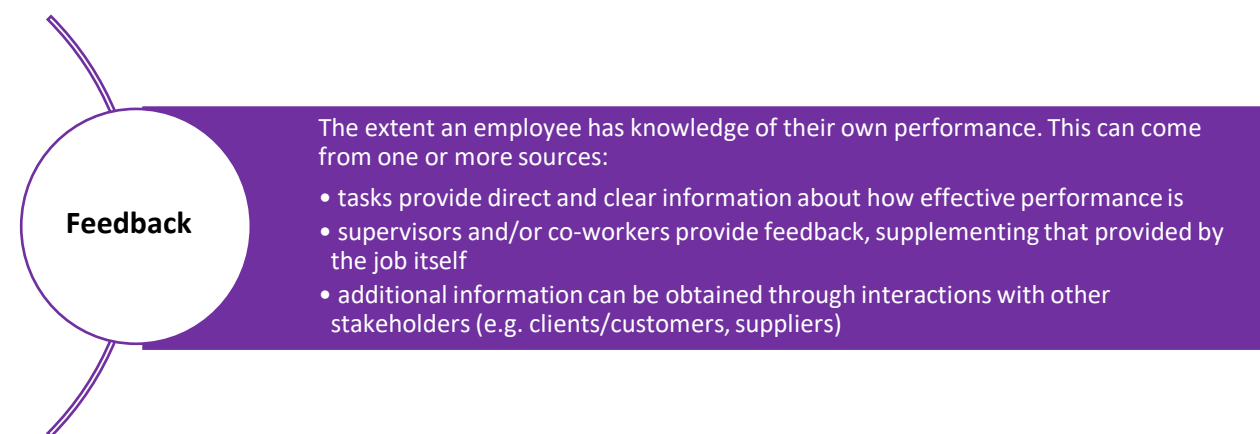 Feedback
The extent an employee has knowledge of their own performance. This can come
from one or more sources:
• tasks provide direct and clear information about how effective performance is
• supervisors and/or co-workers provide feedback, supplementing that provided by
the job itself
• additional information can be obtained through interactions with other
stakeholders (e.g. clients/customers, suppliers)